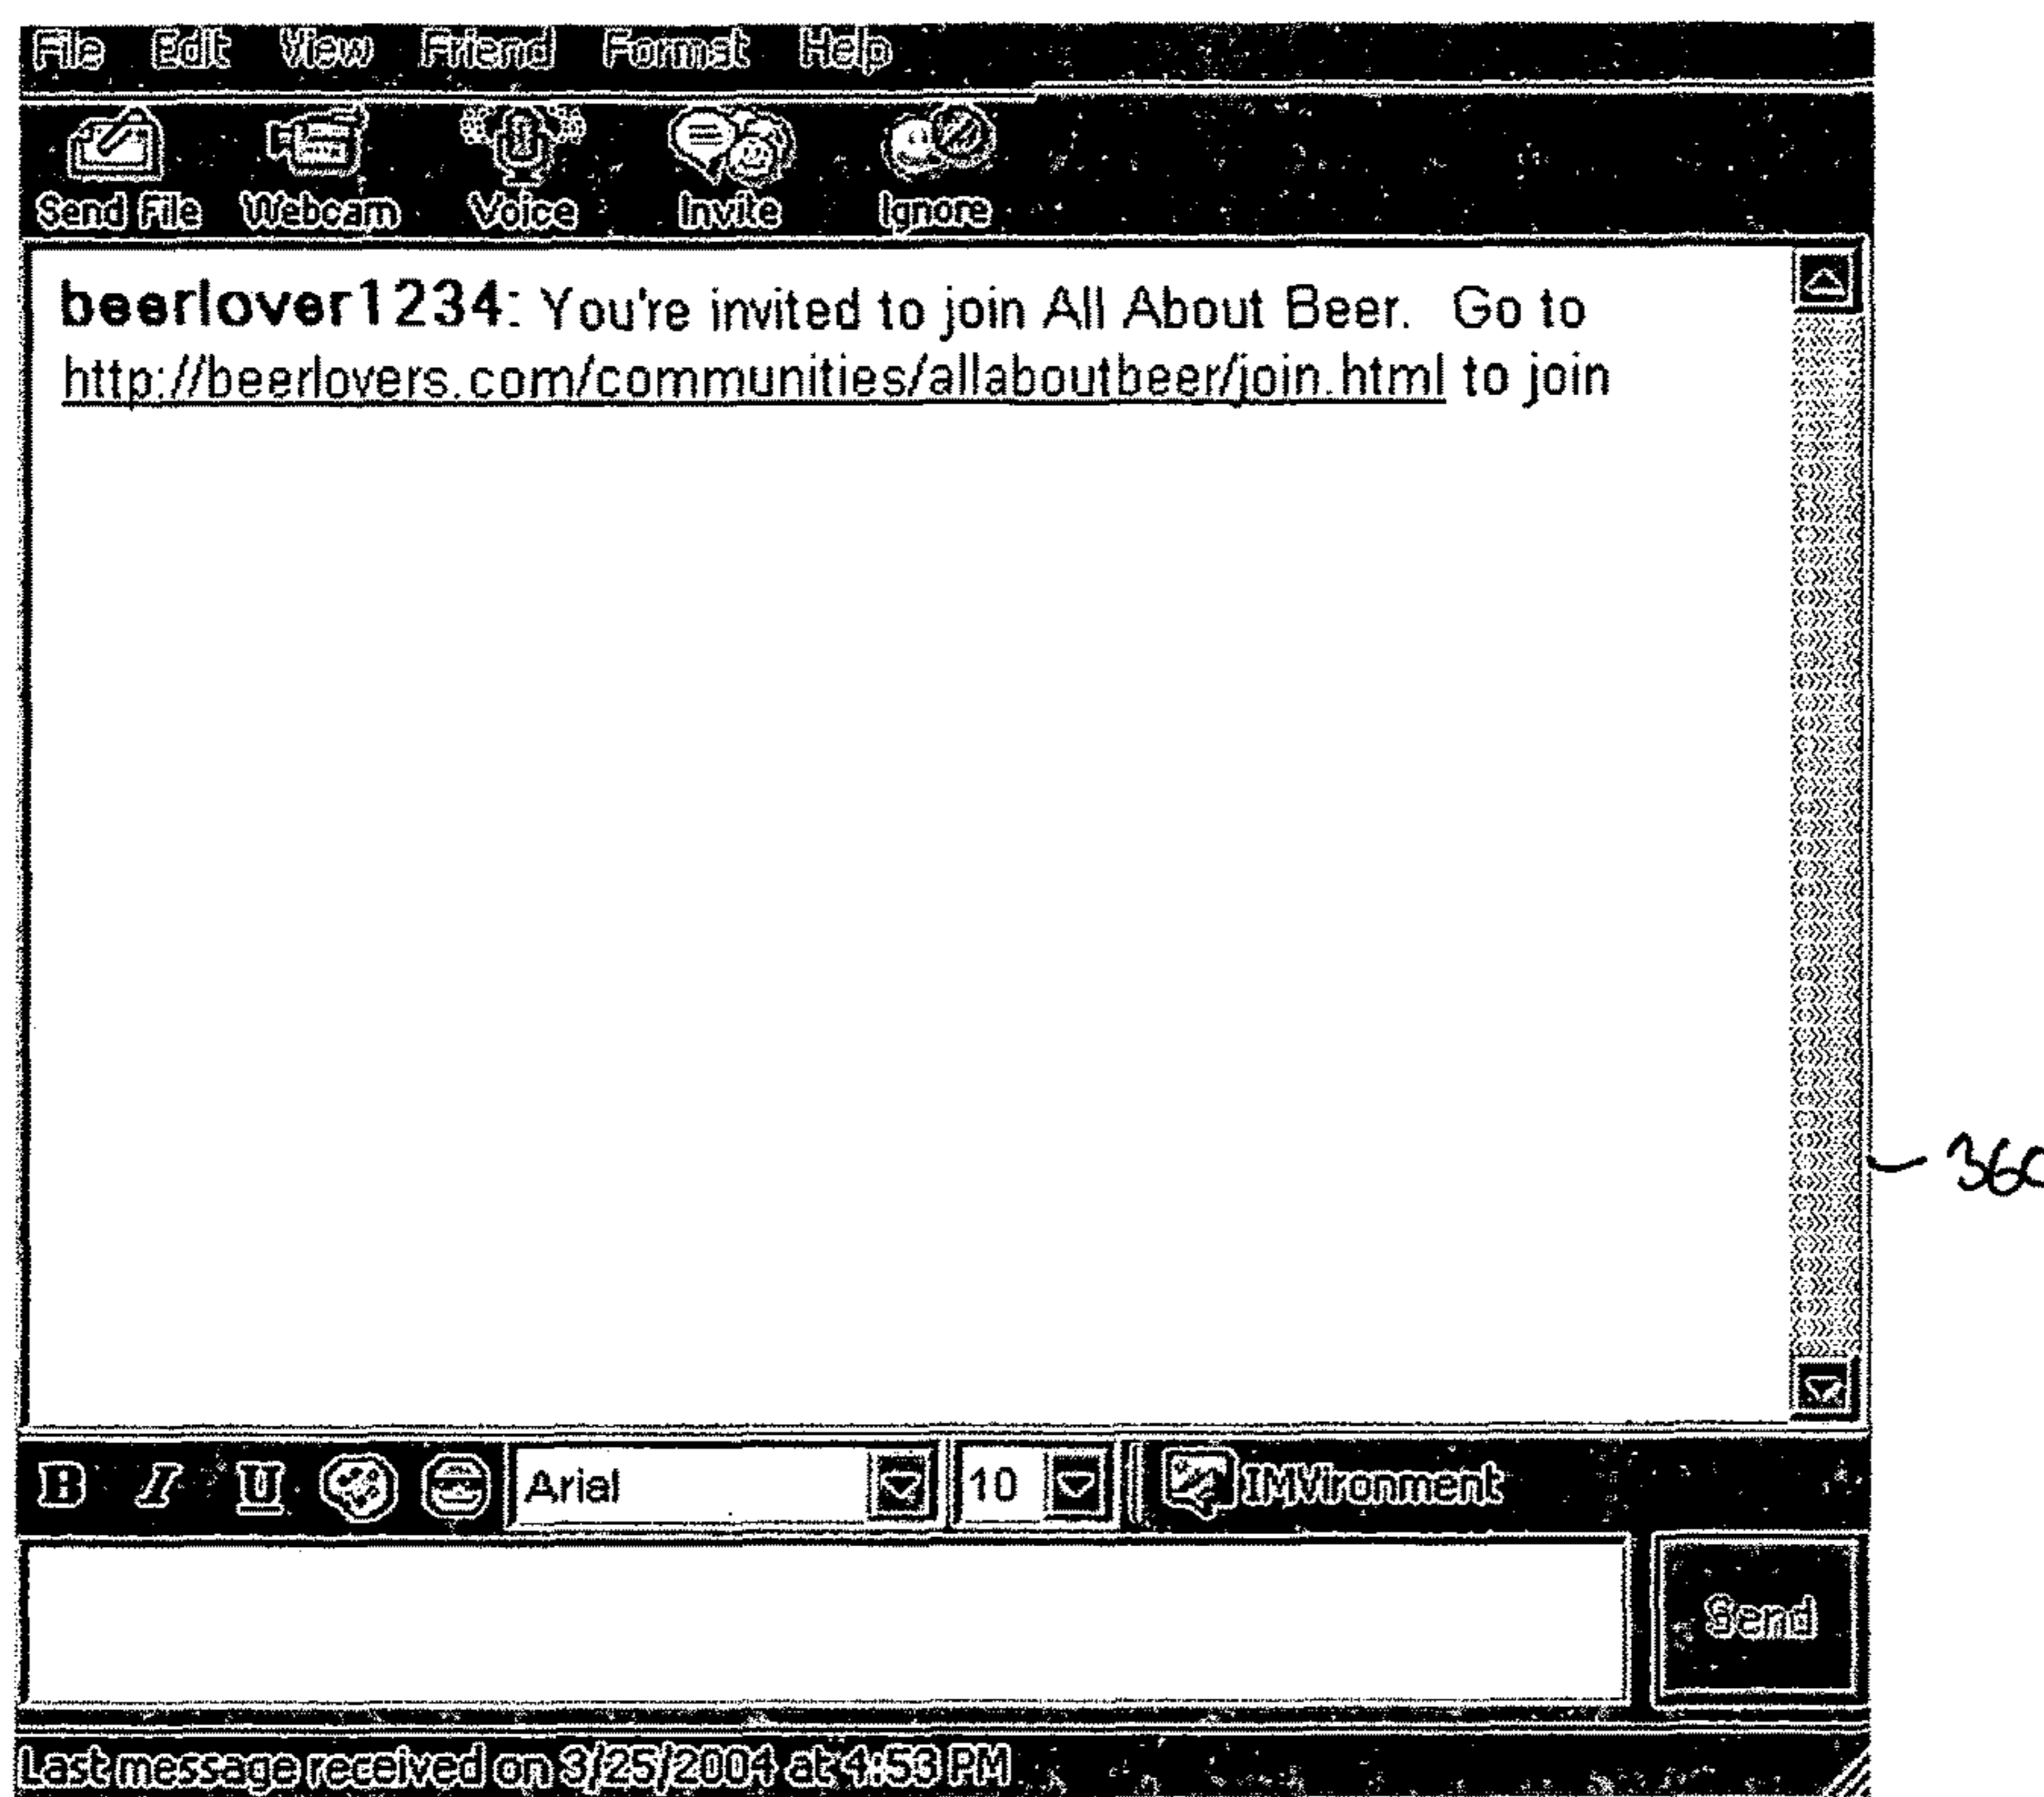 File Edit View Friend Format Help
Send File Webcam Voice Invite Ignore
beerlover1234: You're invited to join All About Beer. Go to
http://beerlovers.com/communities/allaboutbeer/join.html to join
B I U Arial 10 IMVironment
Send
Last message received on 3/25/2004 at 4:53 PM